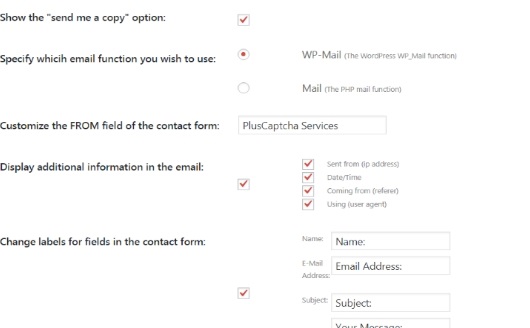 Show the "send me a copy" option:
Specify whicih email function you wish to use:
WP-Mail (The WordPress WP_Mail function)
Mail (The PHP mail function)
Customize the FROM field of the contact form:
PlusCaptcha Services
Display additional information in the email:
Sent from (ip address)
Date/Time
Coming from (referer)
Using (user agent)
Change labels for fields in the contact form:
Name:
Name:
E-Mail
Address:
Email Address:
Subject:
Subject:
Your Message: